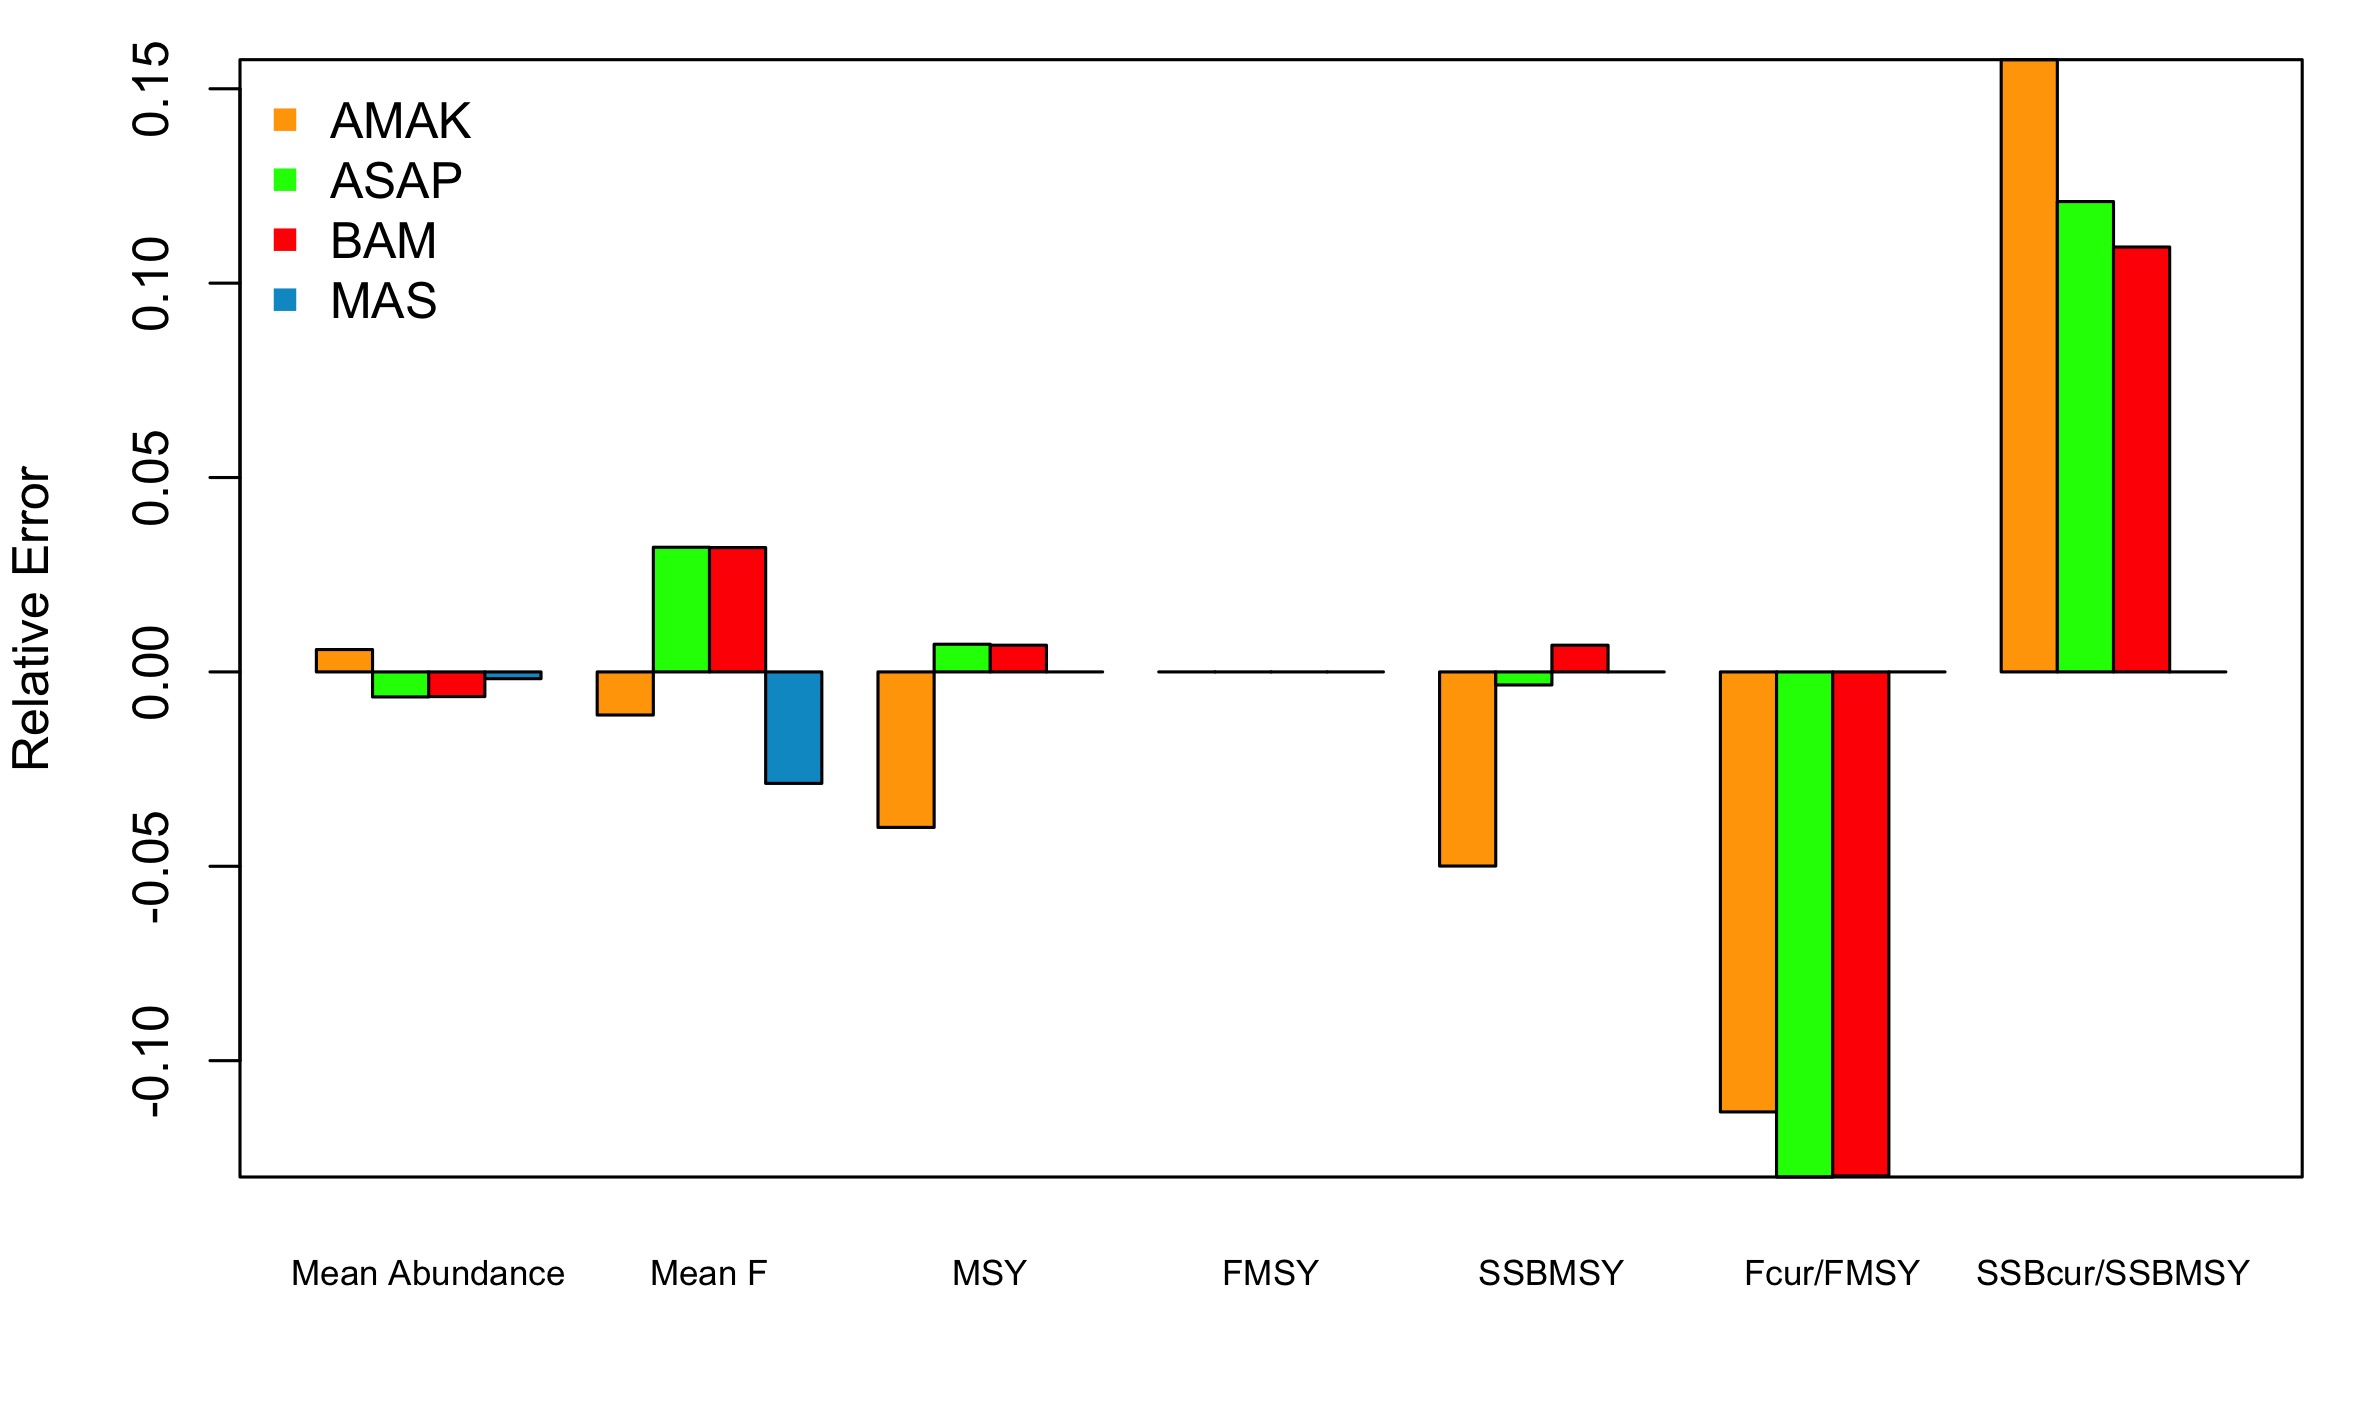 AMAK
ASAP
BAM
MAS
Relative Error
0.15
0.10
0.05
0.00
-0.05
-0.10
Mean Abundance Mean F MSY FMSY SSBMSY Fcur/FMSY SSBcur/SSBMSY